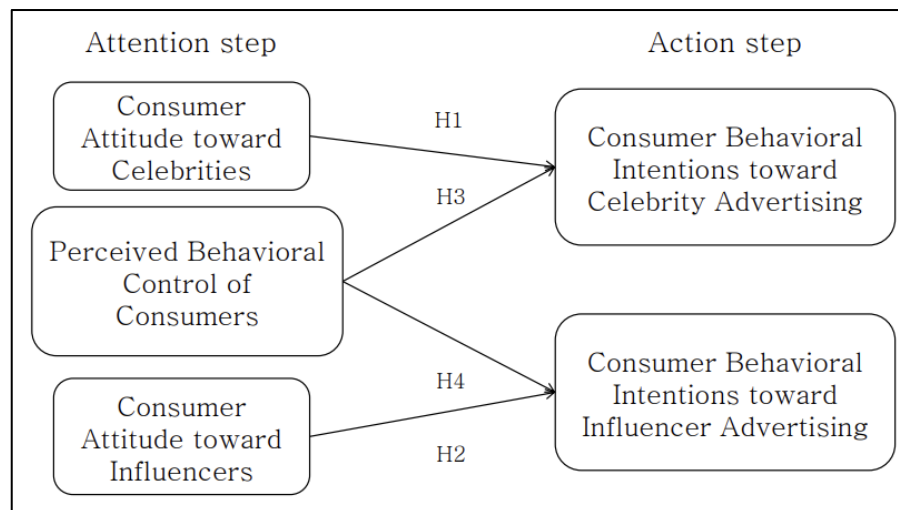 Attention step
Action step
Consumer
Attitude toward
Celebrities
H1
Consumer Behavioral
Intentions toward
Celebrity Advertising
H3
Perceived Behavioral
Control of
Consumers
H4
Consumer
Attitude toward
Influencers
H2
Consumer Behavioral
Intentions toward
Influencer Advertising